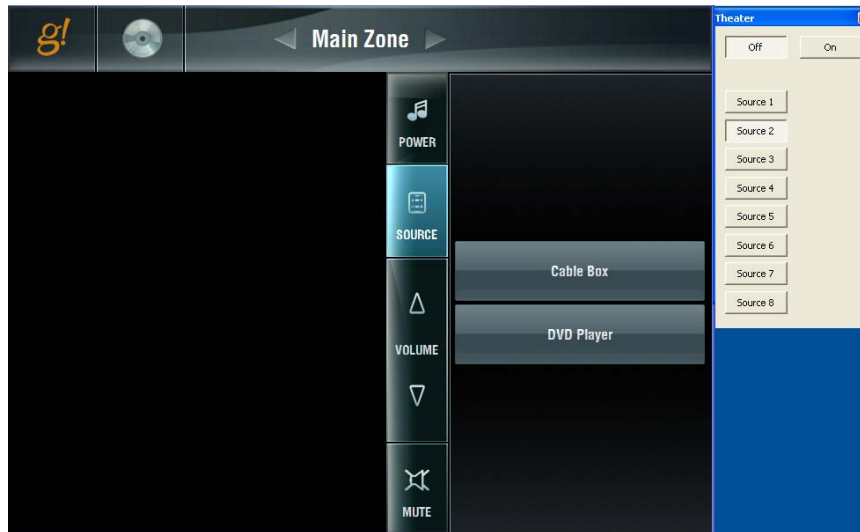 g!
Main Zone
POWER
SOURCE
VOLUME
MUTE
Cable Box
DVD Player
Theater
Off
On
Source 1
Source 2
Source 3
Source 4
Source 5
Source 6
Source 7
Source 8